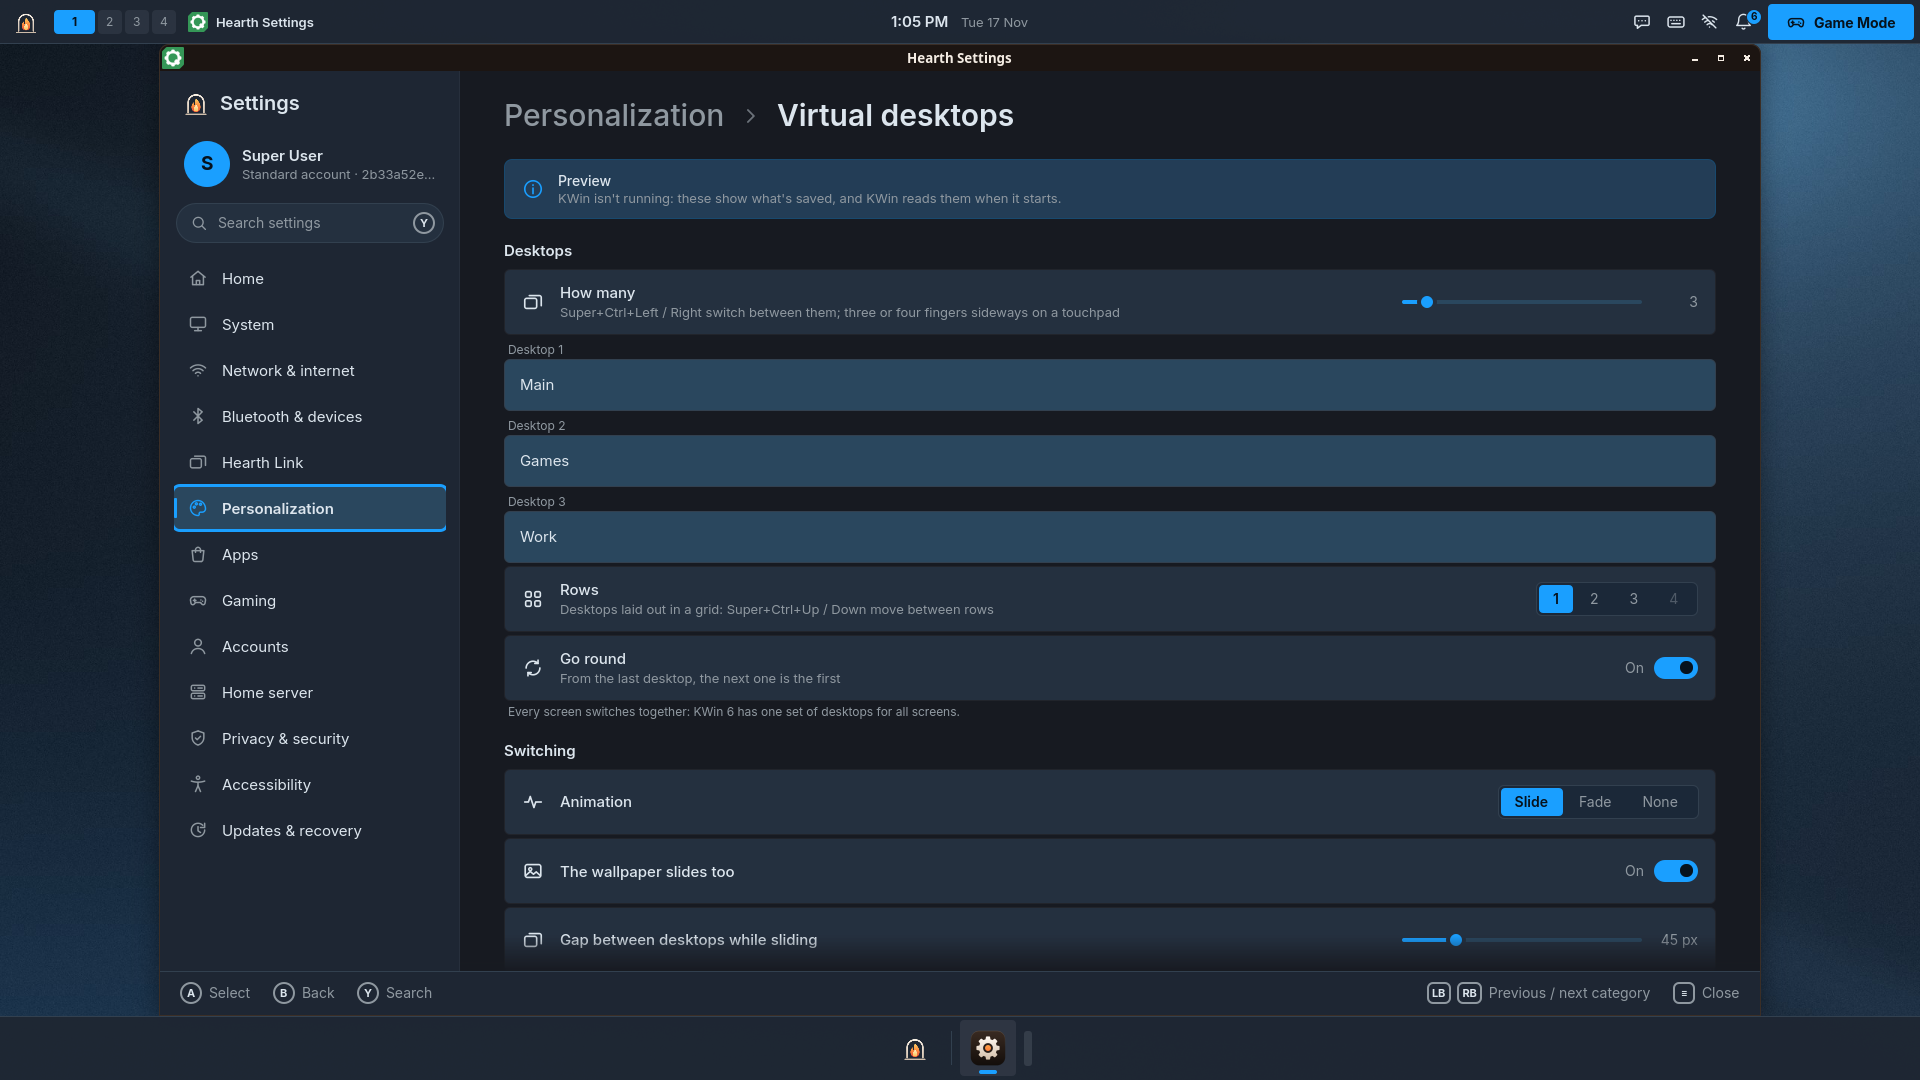 1 2 3 4 Hearth Settings
1:05 PM Tue 17 Nov
6
Game Mode
Hearth Settings
Settings
S
Super User
Standard account · 2b33a52e...
Search settings Y
Home
System
Network & internet
Bluetooth & devices
Hearth Link
Personalization
Apps
Gaming
Accounts
Home server
Privacy & security
Accessibility
Updates & recovery
Personalization > Virtual desktops
Preview
KWin isn't running: these show what's saved, and KWin reads them when it starts.
Desktops
How many
Super+Ctrl+Left / Right switch between them; three or four fingers sideways on a touchpad
3
Desktop 1
Main
Desktop 2
Games
Desktop 3
Work
Rows
Desktops laid out in a grid: Super+Ctrl+Up / Down move between rows
1 2 3 4
Go round
From the last desktop, the next one is the first
On
Every screen switches together: KWin 6 has one set of desktops for all screens.
Switching
Animation
Slide Fade None
The wallpaper slides too
On
Gap between desktops while sliding
45 px
A Select B Back Y Search
LB RB Previous / next category Close